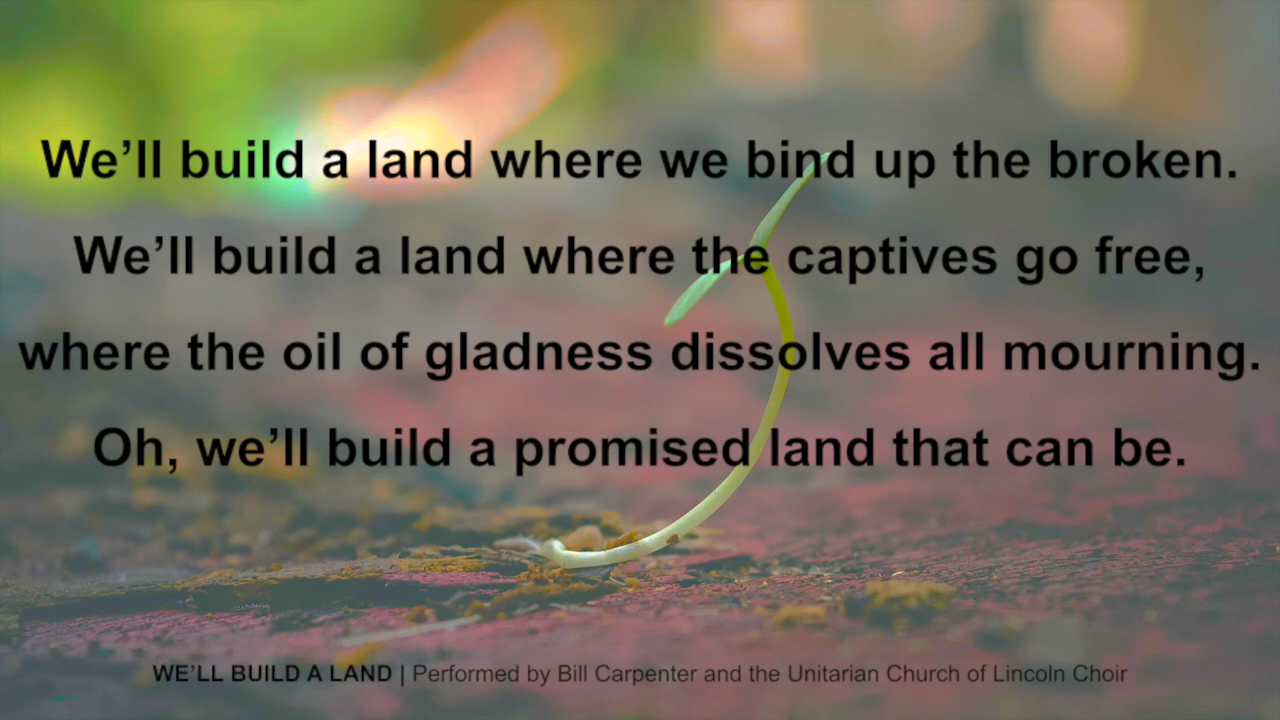 We’ll build a land where we bind up the broken.
We’ll build a land where the captives go free,
where the oil of gladness dissolves all mourning.
Oh, we’ll build a promised land that can be.
WE’LL BUILD A LAND | Performed by Bill Carpenter and the Unitarian Church of Lincoln Choir